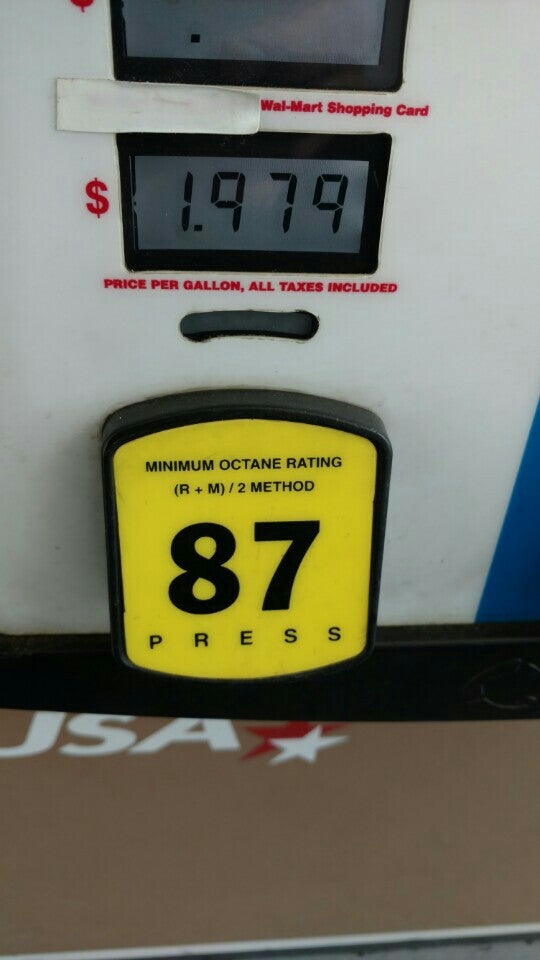 $
Wal-Mart Shopping Card
$ 1.979
PRICE PER GALLON, ALL TAXES INCLUDED
MINIMUM OCTANE RATING
(R + M) / 2 METHOD
87
PRESS
USA